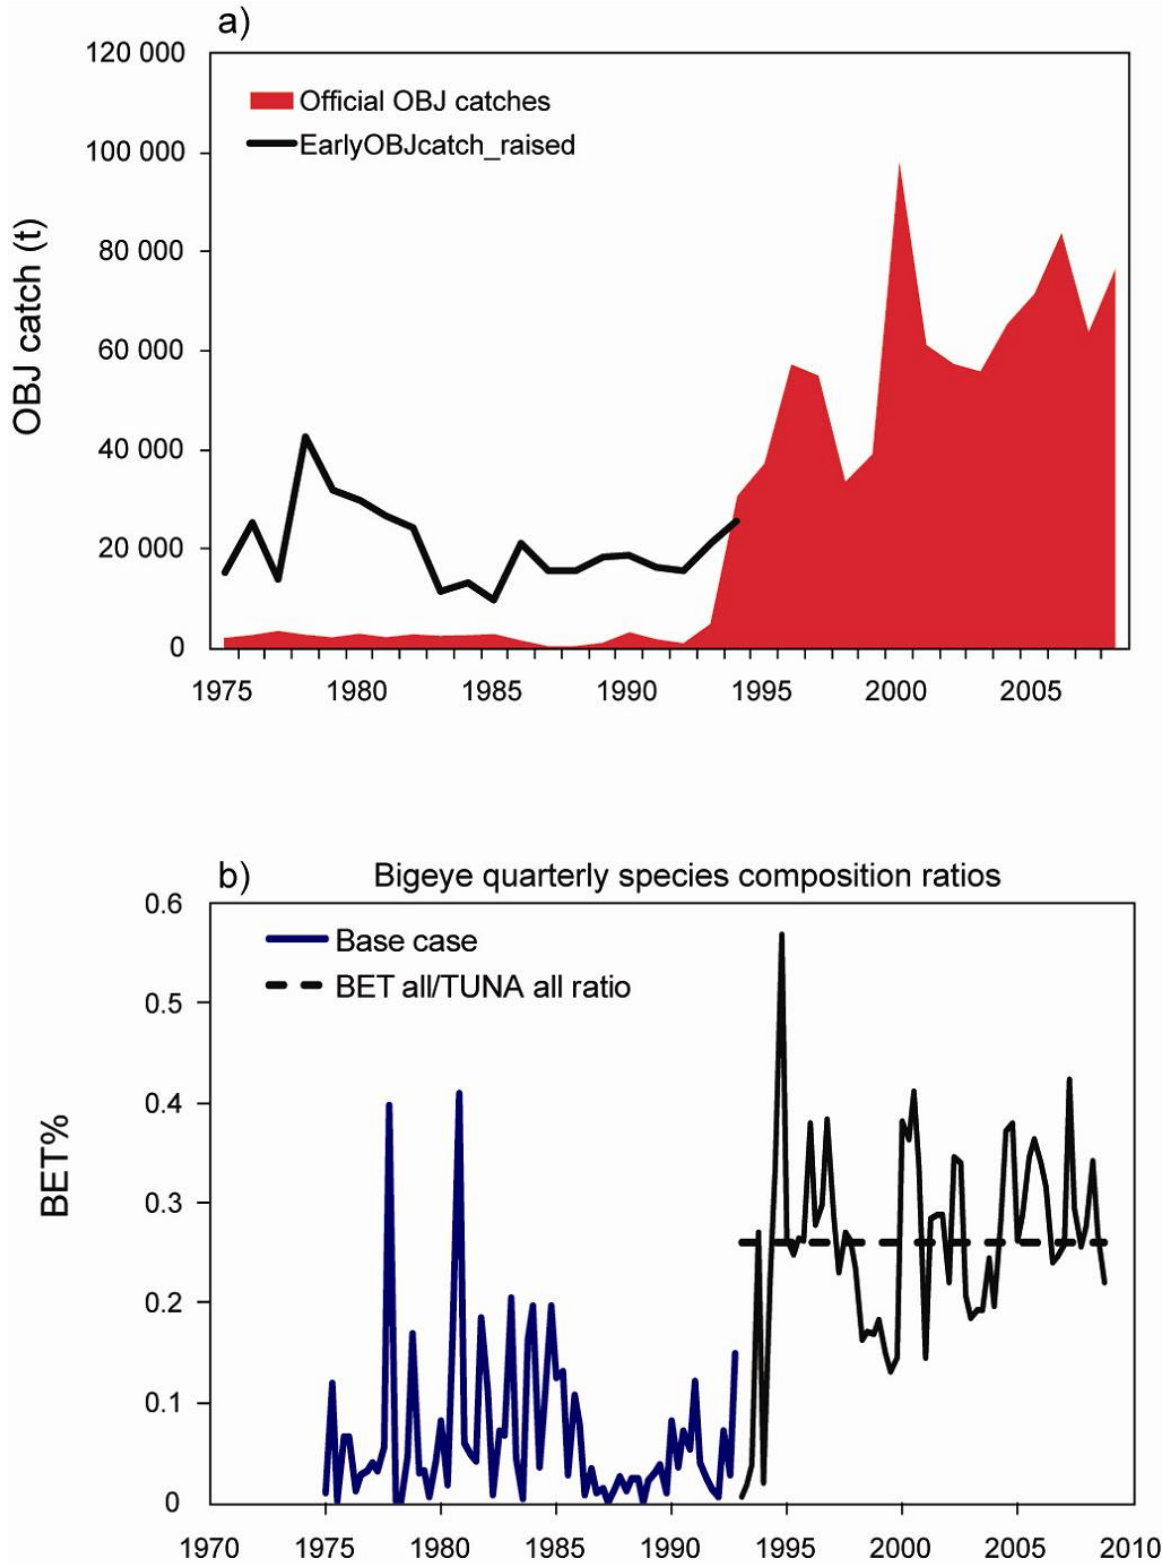 a)
120 000
100 000
80 000
60 000
40 000
20 000
0
OBJ catch (t)
Official OBJ catches
EarlyOBJcatch_raised
1975 1980 1985 1990 1995 2000 2005
b) Bigeye quarterly species composition ratios
0.6
0.5
0.4
0.3
0.2
0.1
0
BET%
Base case
BET all/TUNA all ratio
1970 1975 1980 1985 1990 1995 2000 2005 2010